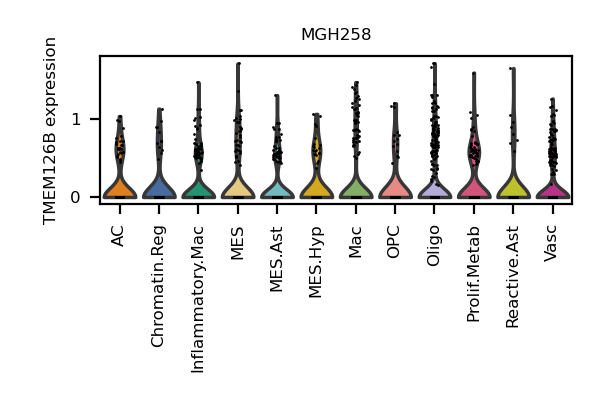 MGH258
TMEM126B expression
1
0
AC
Chromatin.Reg
Inflammatory.Mac
MES
MES.Ast
MES.Hyp
Mac
OPC
Oligo
Prolif.Metab
Reactive.Ast
Vasc